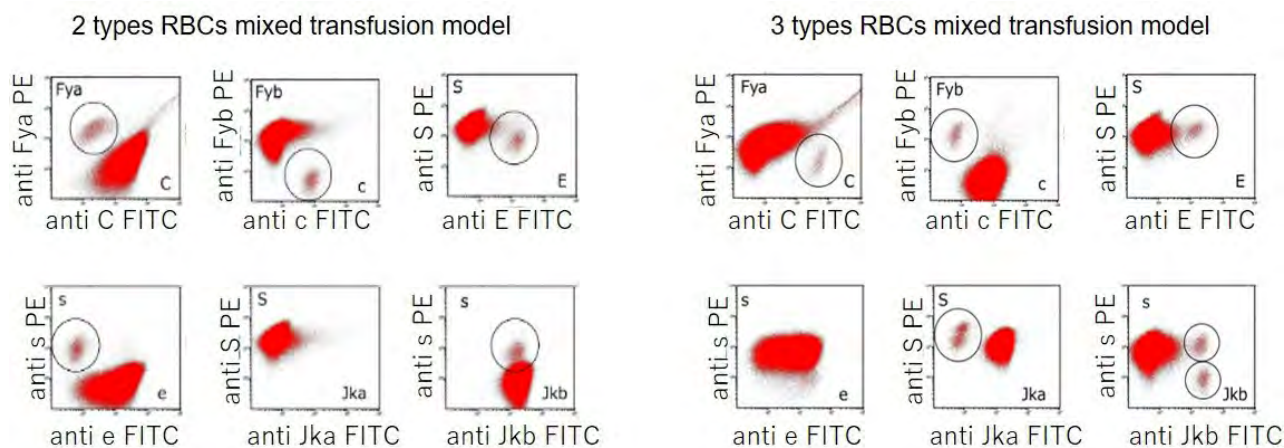 2 types RBCs mixed transfusion model
3 types RBCs mixed transfusion model
anti Fya PE
Fya
C
anti C FITC
anti Fyb PE
Fyb
c
anti c FITC
anti S PE
S
E
anti E FITC
anti Fya PE
Fya
C
anti C FITC
anti Fyb PE
Fyb
c
anti c FITC
anti S PE
S
E
anti E FITC
anti s PE
s
e
anti e FITC
anti S PE
S
Jka
anti Jka FITC
anti s PE
s
Jkb
anti Jkb FITC
anti s PE
s
e
anti e FITC
anti S PE
S
Jka
anti Jka FITC
anti s PE
s
Jkb
anti Jkb FITC